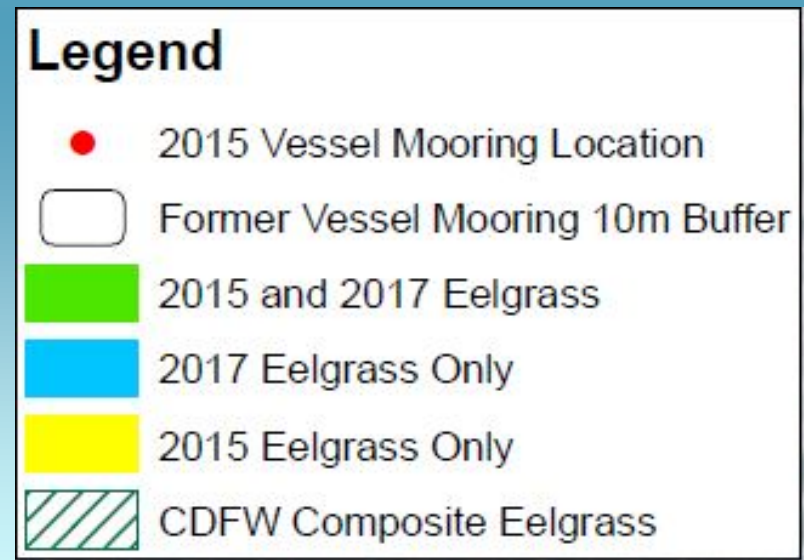 Legend
2015 Vessel Mooring Location
Former Vessel Mooring 10m Buffer
2015 and 2017 Eelgrass
2017 Eelgrass Only
2015 Eelgrass Only
CDFW Composite Eelgrass